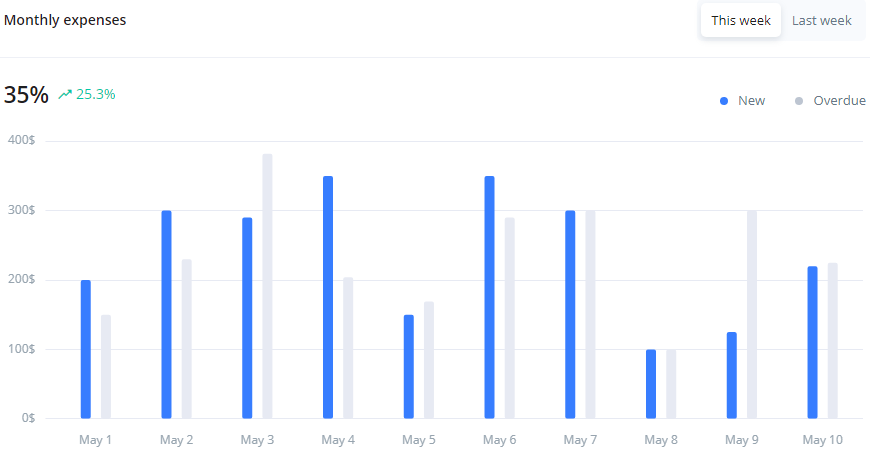 Monthly expenses
This week Last week
35% 25.3%
New Overdue
400$
300$
200$
100$
0$
May 1 May 2 May 3 May 4 May 5 May 6 May 7 May 8 May 9 May 10